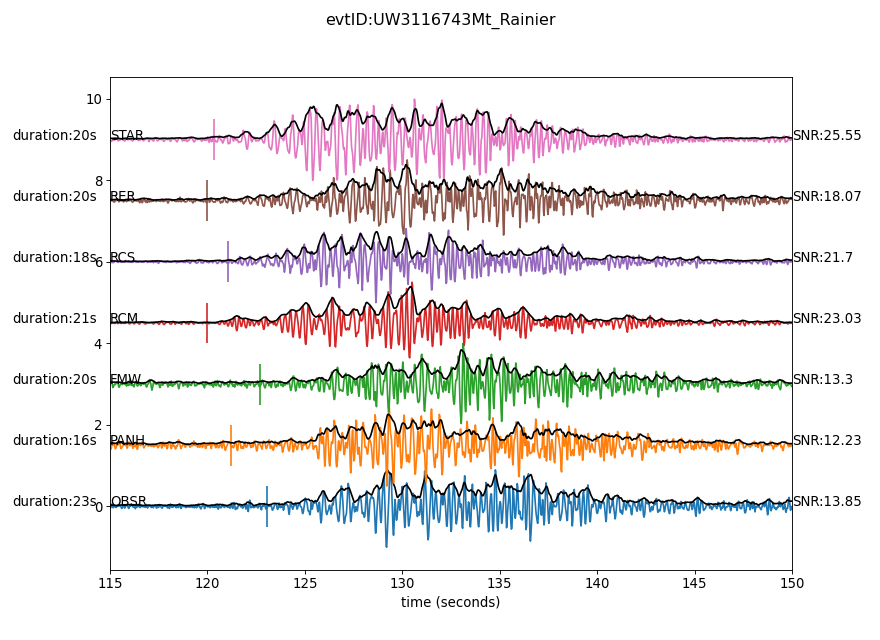 evtID:UW3116743Mt_Rainier
10
duration:20s STAR SNR:25.55
8
duration:20s RER SNR:18.07
duration:18s RCS SNR:21.7
6
duration:21s RCM SNR:23.03
4
duration:20s FMW SNR:13.3
2
duration:16s PANH SNR:12.23
duration:23s OBSR SNR:13.85
0
115 120 125 130 135 140 145 150
time (seconds)